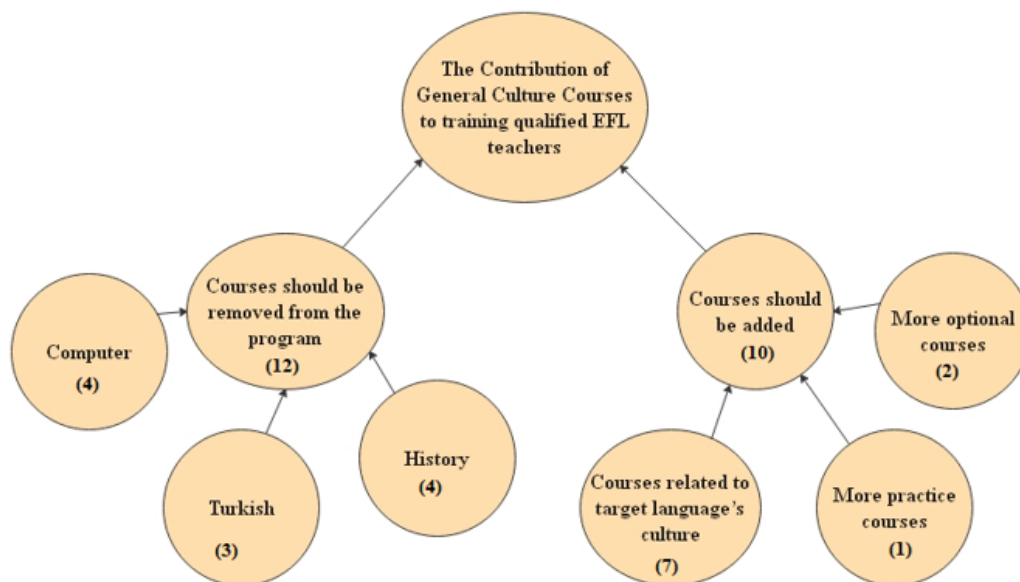 The Contribution of
General Culture Courses
to training qualified EFL
teachers
Courses should be
removed from the
program
(12)
Courses should
be added
(10)
Computer
(4)
More optional
courses
(2)
History
(4)
Turkish
(3)
Courses related to
target language's
culture
(7)
More practice
courses
(1)